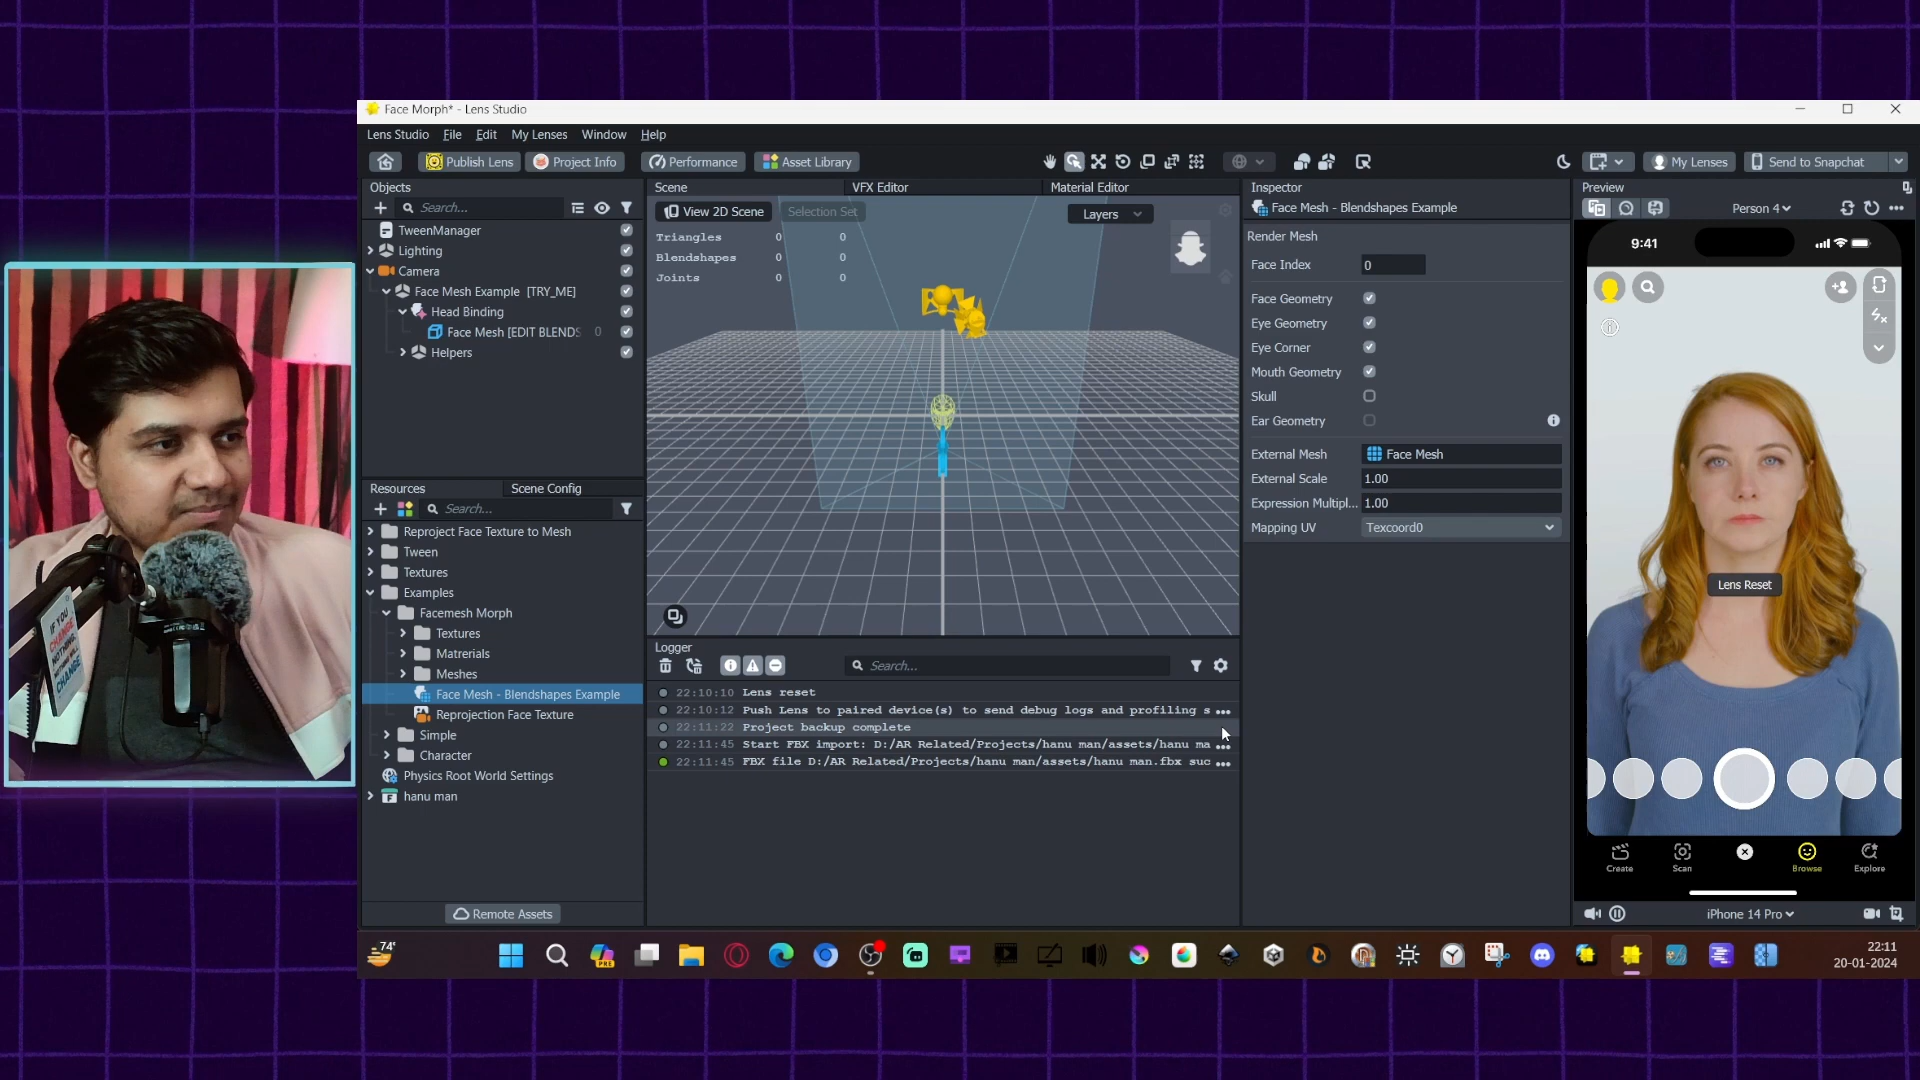 Face Morph* - Lens Studio
Lens Studio File Edit My Lenses Window Help
Publish Lens Project Info Performance Asset Library My Lenses Send to Snapchat
Objects
Search...
TweenManager
Lighting
Camera
Face Mesh Example [TRY_ME]
Head Binding
Face Mesh [EDIT BLENDS 0
Helpers
Resources Scene Config
Search...
Reproject Face Texture to Mesh
Tween
Textures
Examples
Facemesh Morph
Textures
Matrerials
Meshes
Face Mesh - Blendshapes Example
Reprojection Face Texture
Simple
Character
Physics Root World Settings
hanu man
Remote Assets
Scene VFX Editor Material Editor
View 2D Scene Selection Set Layers
Triangles 0 0
Blendshapes 0 0
Joints 0 0
Logger
Search...
22:10:10 Lens reset
22:10:12 Push Lens to paired device(s) to send debug logs and profiling s...
22:11:22 Project backup complete
22:11:45 Start FBX import: D:/AR Related/Projects/hanu man/assets/hanu ma...
22:11:45 FBX file D:/AR Related/Projects/hanu man/assets/hanu man.fbx suc...
Inspector
Face Mesh - Blendshapes Example
Render Mesh
Face Index 0
Face Geometry
Eye Geometry
Eye Corner
Mouth Geometry
Skull
Ear Geometry
External Mesh Face Mesh
External Scale 1.00
Expression Multipl... 1.00
Mapping UV Texcoord0
Preview
Person 4
9:41
Lens Reset
Create Scan Browse Explore
iPhone 14 Pro
IF YOU
CHANGE
NOTHING,
NOTHING WILL
CHANGE
74°
PRE
22:11
20-01-2024